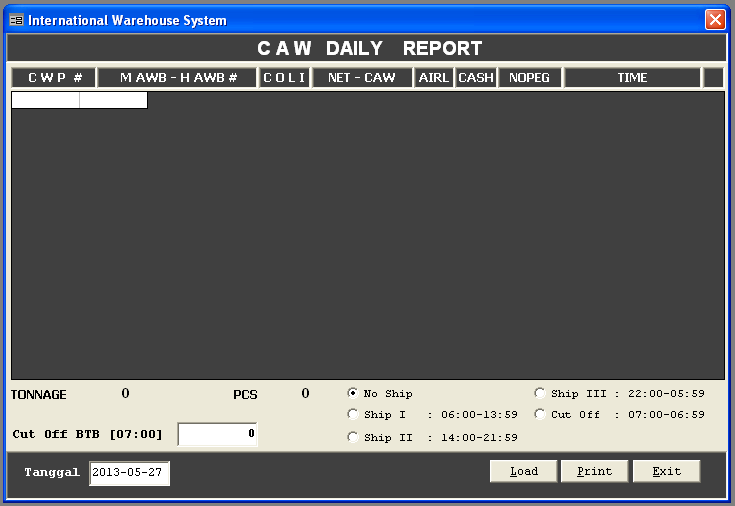 International Warehouse System
C A W DAILY REPORT
C W P # M AWB - H AWB # C O L I NET - CAW AIRL CASH NOPEG TIME
TONNAGE 0 PCS 0 No Ship Ship III : 22:00-05:59
Ship I : 06:00-13:59 Cut Off : 07:00-06:59
Cut Off BTB [07:00] 0 Ship II : 14:00-21:59
Tanggal 2013-05-27 Load Print Exit